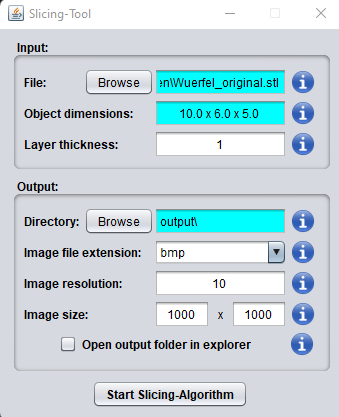 Slicing-Tool
Input:
File: Browse en\Wuerfel_original.stl
Object dimensions: 10.0 x 6.0 x 5.0
Layer thickness: 1
Output:
Directory: Browse output\
Image file extension: bmp
Image resolution: 10
Image size: 1000 x 1000
Open output folder in explorer
Start Slicing-Algorithm